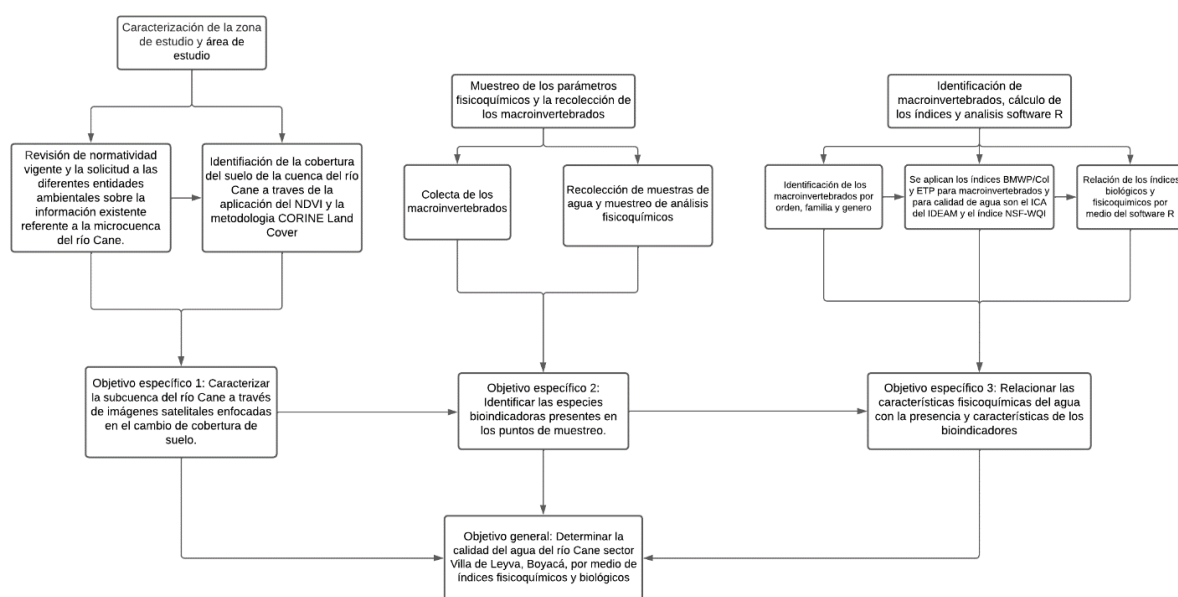 Caracterización de la zona
de estudio y área de
estudio
Muestreo de los parámetros
fisicoquímicos y la recolección de
los macroinvertebrados
Identificación de
macroinvertebrados, cálculo de
los índices y analisis software R
Revisión de normatividad
vigente y la solicitud a las
diferentes entidades
ambientales sobre la
información existente
referente a la microcuenca
del río Cane.
Identifiación de la cobertura
del suelo de la cuenca del río
Cane a traves de la
aplicación del NDVI y la
metodologia CORINE Land
Cover
Colecta de los
macroinvertebrados
Recolección de muestras de
agua y muestreo de análisis
fisicoquímicos
Identificación de los
macroinvertebrados por
orden, familia y genero
Se aplican los índices BMWP/Col
y ETP para macroinvertebrados y
para calidad de agua son el ICA
del IDEAM y el índice NSF-WQI
Relación de los índices
biológicos y
fisicoquimicos por
medio del software R
Objetivo específico 1: Caracterizar
la subcuenca del río Cane a través
de imágenes satelitales enfocadas
en el cambio de cobertura de
suelo.
Objetivo específico 2:
Identificar las especies
bioindicadoras presentes en
los puntos de muestreo.
Objetivo específico 3: Relacionar las
características fisicoquímicas del agua
con la presencia y características de los
bioindicadores
Objetivo general: Determinar la
calidad del agua del río Cane sector
Villa de Leyva, Boyacá, por medio de
índices fisicoquímicos y biológicos